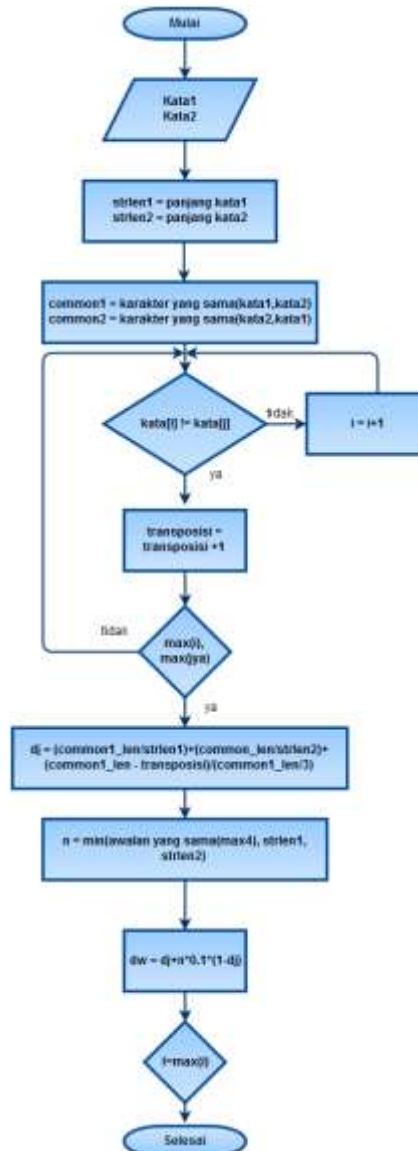 Mulai
Kata1
Kata2
strlen1 = panjang kata1
strlen2 = panjang kata2
common1 = karakter yang sama(kata1,kata2)
common2 = karakter yang sama(kata2,kata1)
kata[i] != kata[j]
tidak
i = i+1
ya
transposisi =
transposisi +1
tidak
max(i),
max(jya)
ya
dj = (common1_len/strlen1)+(common_len/strlen2)+
(common1_len - transposisi)/(common1_len/3)
n = min(awalan yang sama(max4), strlen1,
strlen2)
dw = dj+n*0.1*(1-dj)
i=max(i)
Selesai